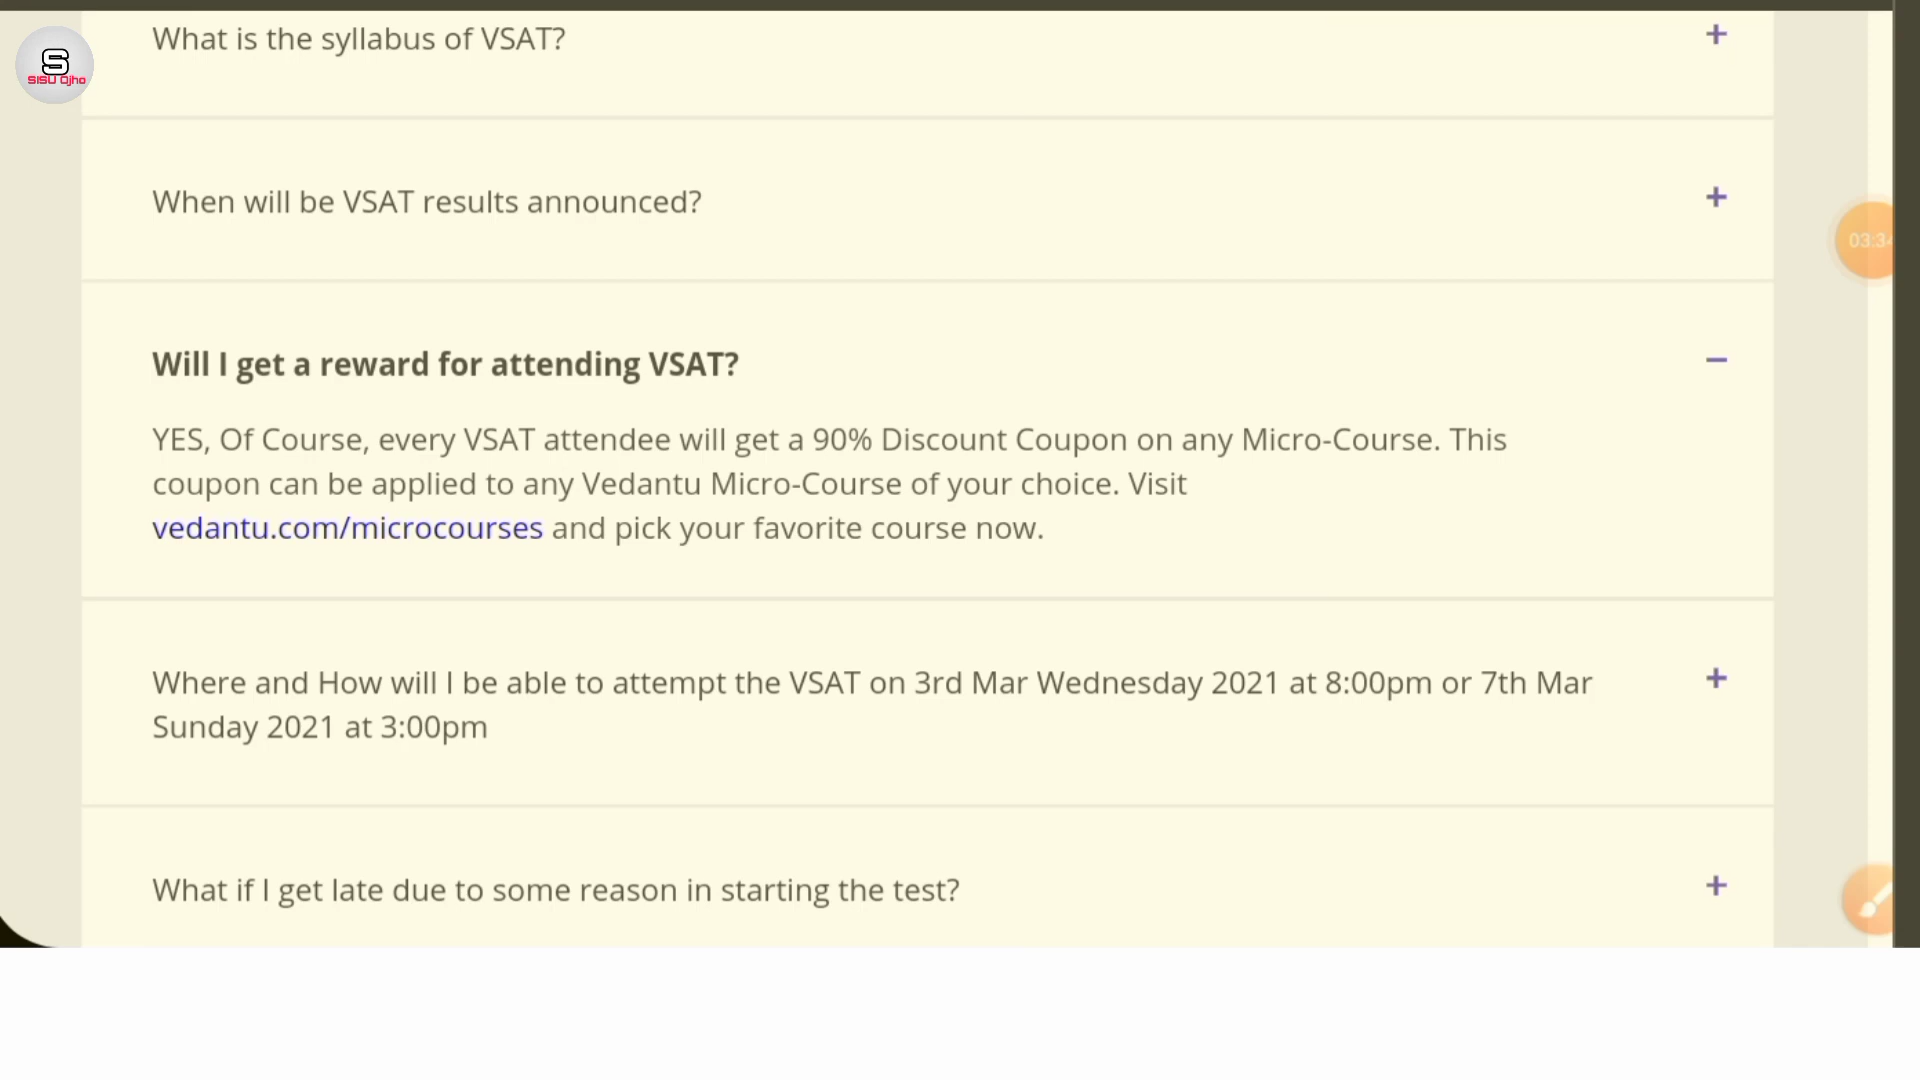 What is the syllabus of VSAT?
S
SISU Ojha
When will be VSAT results announced?
03:34
Will I get a reward for attending VSAT?
YES, Of Course, every VSAT attendee will get a 90% Discount Coupon on any Micro-Course. This
coupon can be applied to any Vedantu Micro-Course of your choice. Visit
vedantu.com/microcourses and pick your favorite course now.
Where and How will I be able to attempt the VSAT on 3rd Mar Wednesday 2021 at 8:00pm or 7th Mar
Sunday 2021 at 3:00pm
What if I get late due to some reason in starting the test?